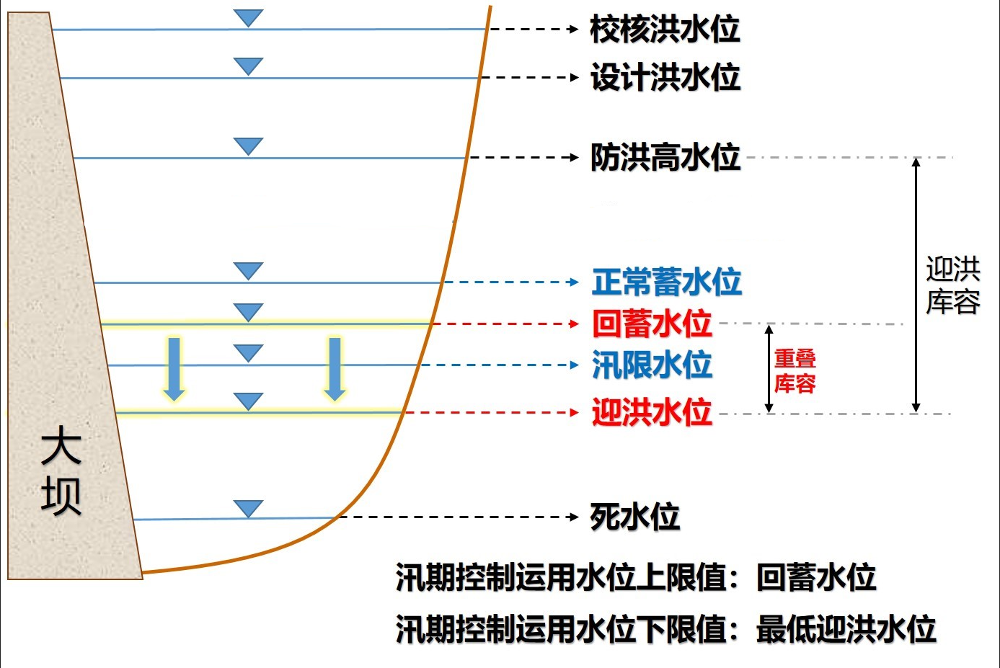 校核洪水位
设计洪水位
防洪高水位
正常蓄水位
回蓄水位
汛限水位
迎洪水位
死水位
迎洪
库容
重叠
库容
大
坝
汛期控制运用水位上限值：回蓄水位
汛期控制运用水位下限值：最低迎洪水位